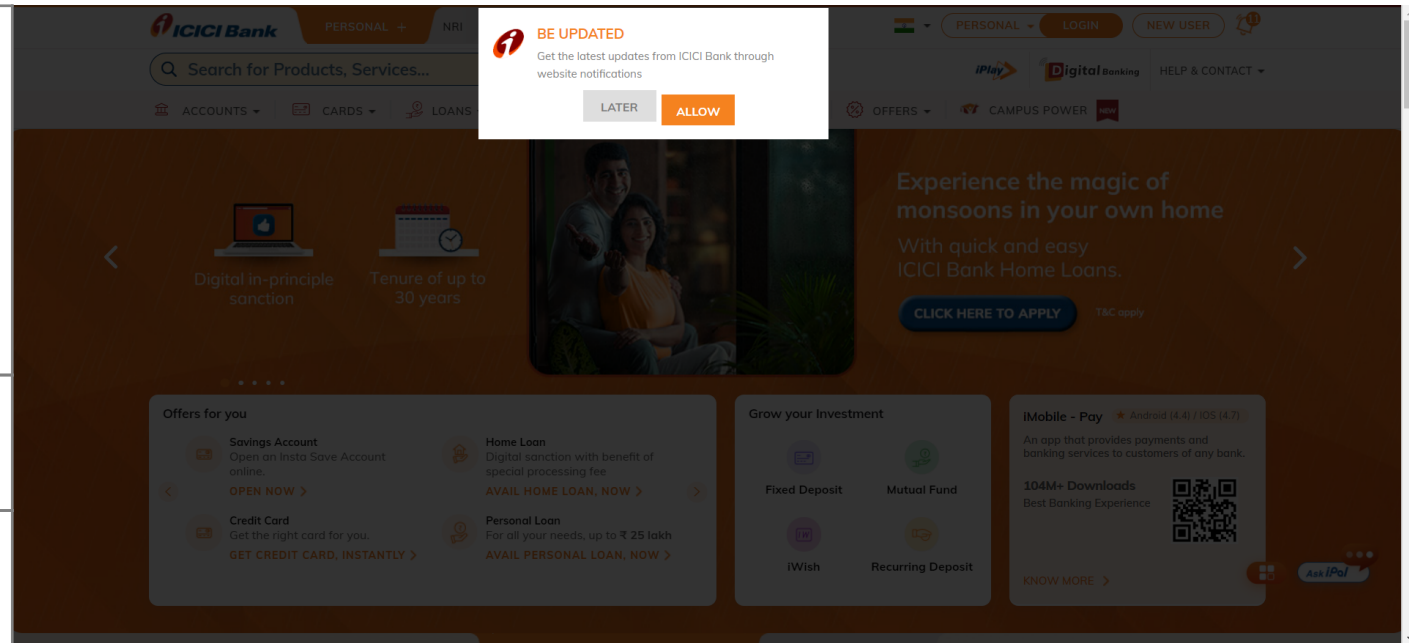 ICICI Bank
PERSONAL +
NRI
PERSONAL
LOGIN
NEW USER
11
BE UPDATED
Get the latest updates from ICICI Bank through
website notifications
LATER
ALLOW
Search for Products, Services...
iPlay
Digital Banking
HELP & CONTACT
ACCOUNTS
CARDS
LOANS
OFFERS
CAMPUS POWER
NEW
Digital in-principle
sanction
Tenure of up to
30 years
Experience the magic of
monsoons in your own home
With quick and easy
ICICI Bank Home Loans.
CLICK HERE TO APPLY
T&C apply
Offers for you
Savings Account
Open an Insta Save Account
online.
OPEN NOW >
Home Loan
Digital sanction with benefit of
special processing fee
AVAIL HOME LOAN, NOW >
Credit Card
Get the right card for you.
GET CREDIT CARD, INSTANTLY >
Personal Loan
For all your needs, up to ₹ 25 lakh
AVAIL PERSONAL LOAN, NOW >
Grow your Investment
Fixed Deposit
Mutual Fund
iWish
Recurring Deposit
iMobile - Pay
Android (4.4) / iOS (4.7)
An app that provides payments and
banking services to customers of any bank.
104M+ Downloads
Best Banking Experience
KNOW MORE >
Ask iPal